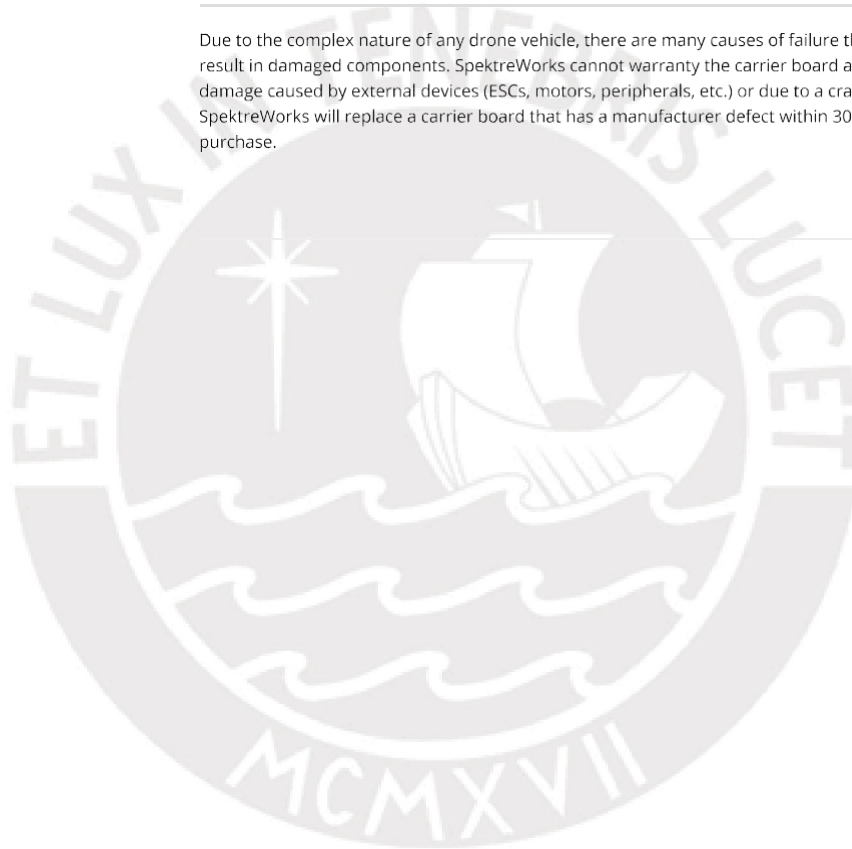 Due to the complex nature of any drone vehicle, there are many causes of failure
result in damaged components. SpektreWorks cannot warranty the carrier board
damage caused by external devices (ESCs, motors, peripherals, etc.) or due to a
SpektreWorks will replace a carrier board that has a manufacturer defect within 30
purchase.
ET LUX IN TENEBRIS LUCET
MCMXVII